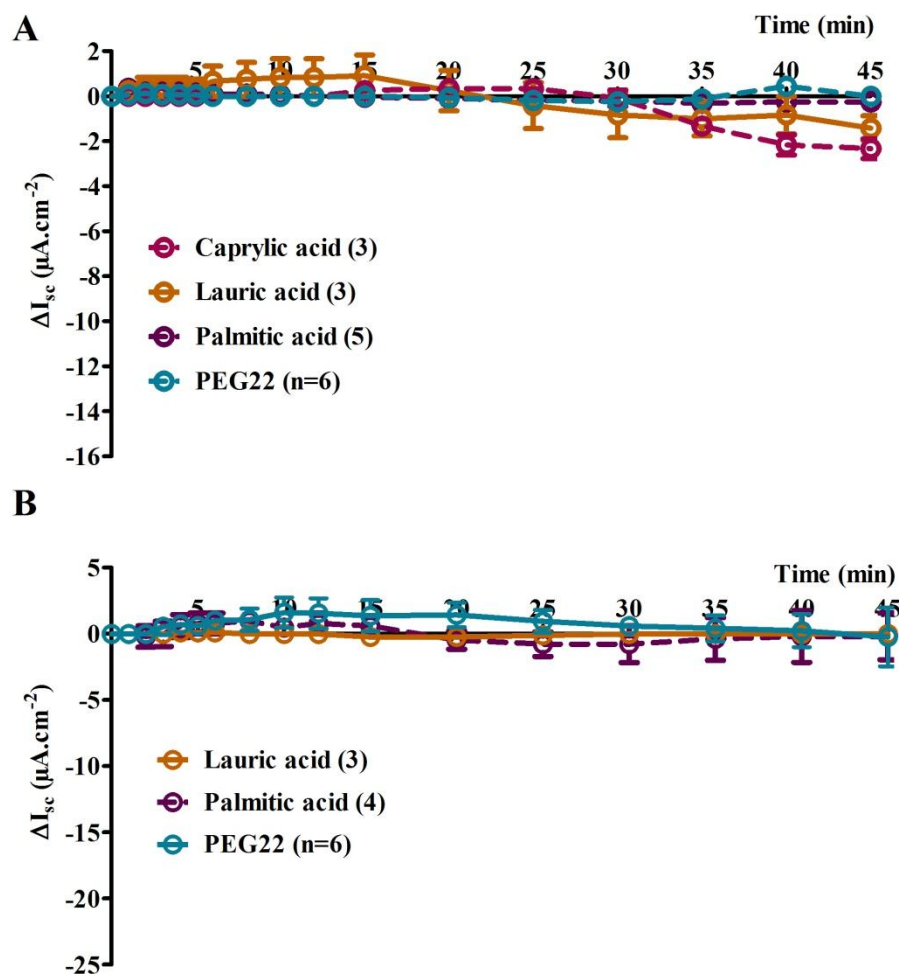 A
Time (min)
2
5 10 15 20 25 30 35 40 45
0
-2
-4
-6
-8
-10
-12
-14
-16
ΔIsc (µA.cm-2)
Caprylic acid (3)
Lauric acid (3)
Palmitic acid (5)
PEG22 (n=6)
B
Time (min)
5
5 10 15 20 25 30 35 40 45
0
-5
-10
-15
-20
-25
ΔIsc (µA.cm-2)
Lauric acid (3)
Palmitic acid (4)
PEG22 (n=6)